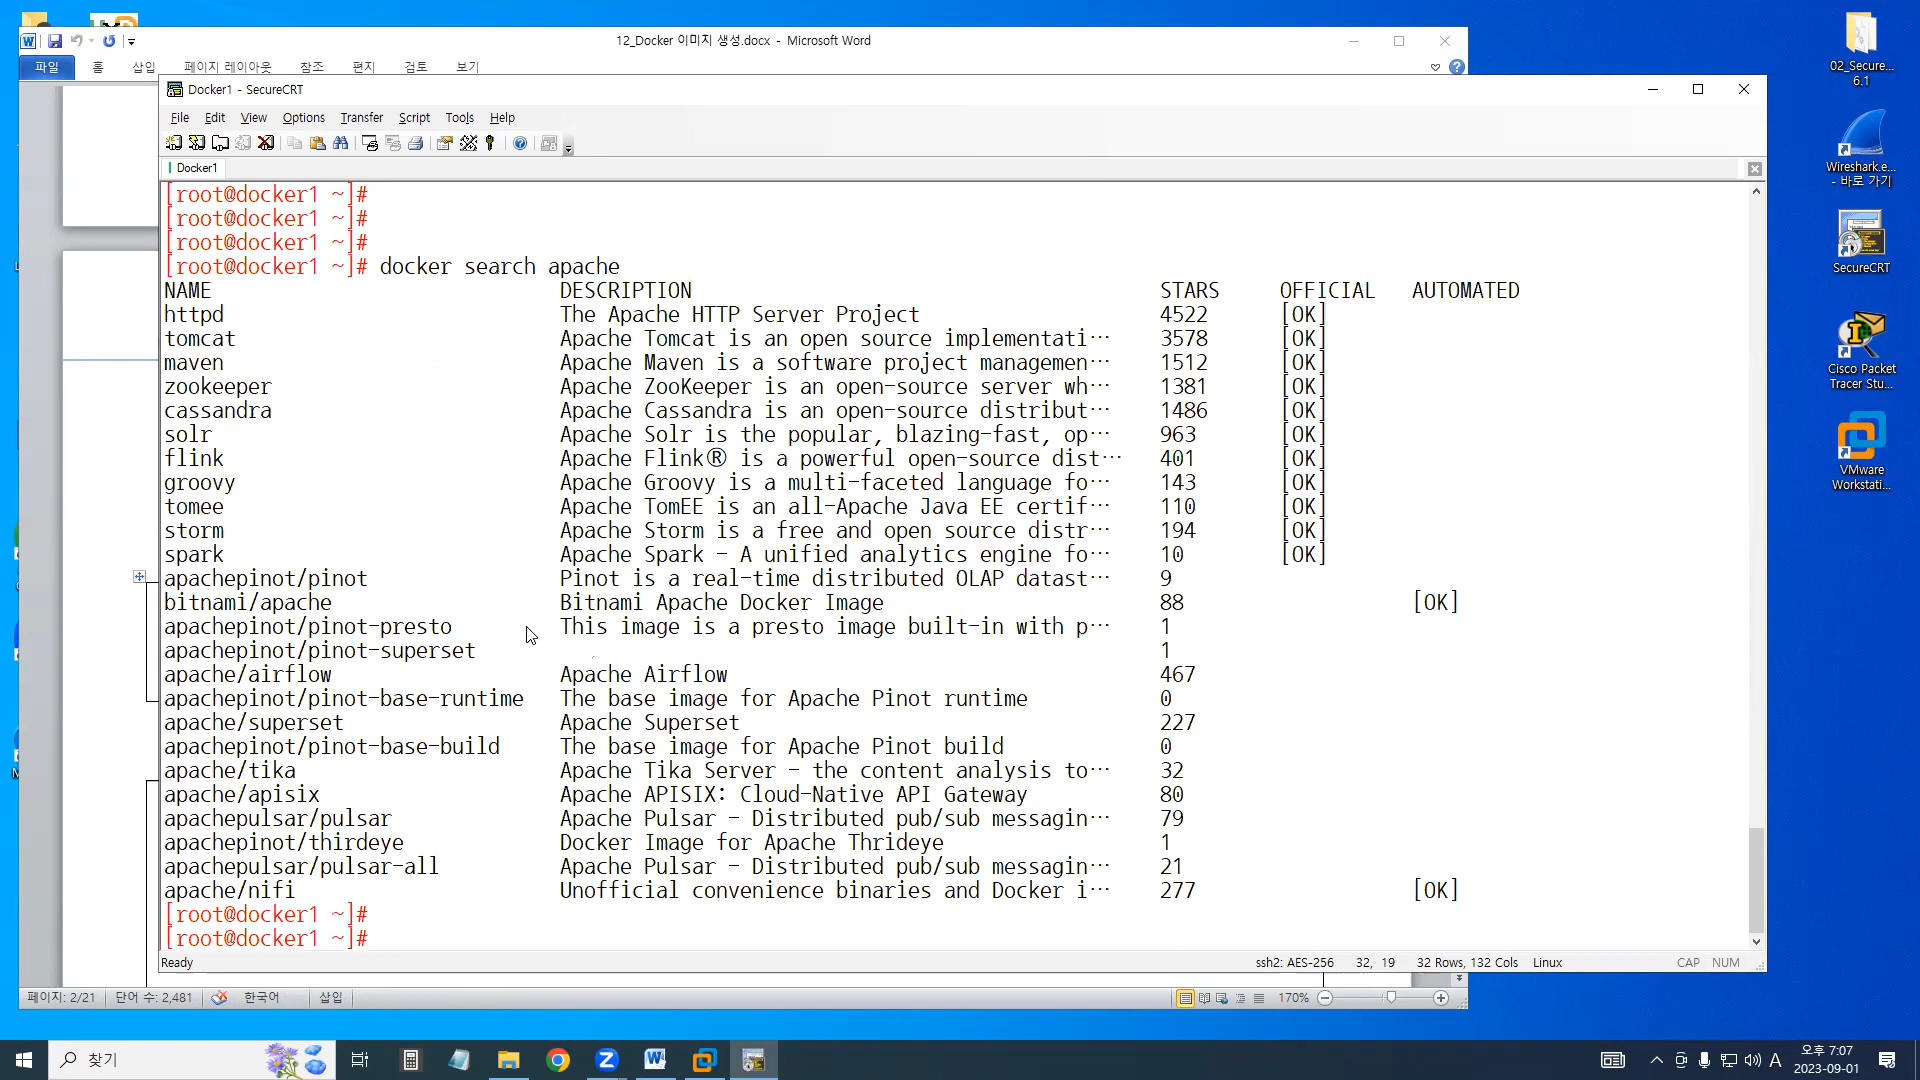 12_Docker 이미지 생성.docx - Microsoft Word
파일 홈 삽입 페이지 레이아웃 참조 편지 검토 보기
Docker1 - SecureCRT
File Edit View Options Transfer Script Tools Help
Docker1
[root@docker1 ~]#
[root@docker1 ~]#
[root@docker1 ~]#
[root@docker1 ~]# docker search apache
NAME DESCRIPTION STARS OFFICIAL AUTOMATED
httpd The Apache HTTP Server Project 4522 [OK]
tomcat Apache Tomcat is an open source implementati… 3578 [OK]
maven Apache Maven is a software project managemen… 1512 [OK]
zookeeper Apache ZooKeeper is an open-source server wh… 1381 [OK]
cassandra Apache Cassandra is an open-source distribut… 1486 [OK]
solr Apache Solr is the popular, blazing-fast, op… 963 [OK]
flink Apache Flink® is a powerful open-source dist… 401 [OK]
groovy Apache Groovy is a multi-faceted language fo… 143 [OK]
tomee Apache TomEE is an all-Apache Java EE certif… 110 [OK]
storm Apache Storm is a free and open source distr… 194 [OK]
spark Apache Spark - A unified analytics engine fo… 10 [OK]
apachepinot/pinot Pinot is a real-time distributed OLAP datast… 9
bitnami/apache Bitnami Apache Docker Image 88 [OK]
apachepinot/pinot-presto This image is a presto image built-in with p… 1
apachepinot/pinot-superset 1
apache/airflow Apache Airflow 467
apachepinot/pinot-base-runtime The base image for Apache Pinot runtime 0
apache/superset Apache Superset 227
apachepinot/pinot-base-build The base image for Apache Pinot build 0
apache/tika Apache Tika Server - the content analysis to… 32
apache/apisix Apache APISIX: Cloud-Native API Gateway 80
apachepulsar/pulsar Apache Pulsar - Distributed pub/sub messagin… 79
apachepinot/thirdeye Docker Image for Apache Thrideye 1
apachepulsar/pulsar-all Apache Pulsar - Distributed pub/sub messagin… 21
apache/nifi Unofficial convenience binaries and Docker i… 277 [OK]
[root@docker1 ~]#
[root@docker1 ~]#
Ready ssh2: AES-256 32, 19 32 Rows, 132 Cols Linux CAP NUM
페이지: 2/21 단어 수: 2,481 한국어 삽입 170%
02_Secure...
6.1
Wireshark.e...
- 바로 가기
SecureCRT
Cisco Packet
Tracer Stu...
VMware
Workstati...
찾기
A 오후 7:07
2023-09-01